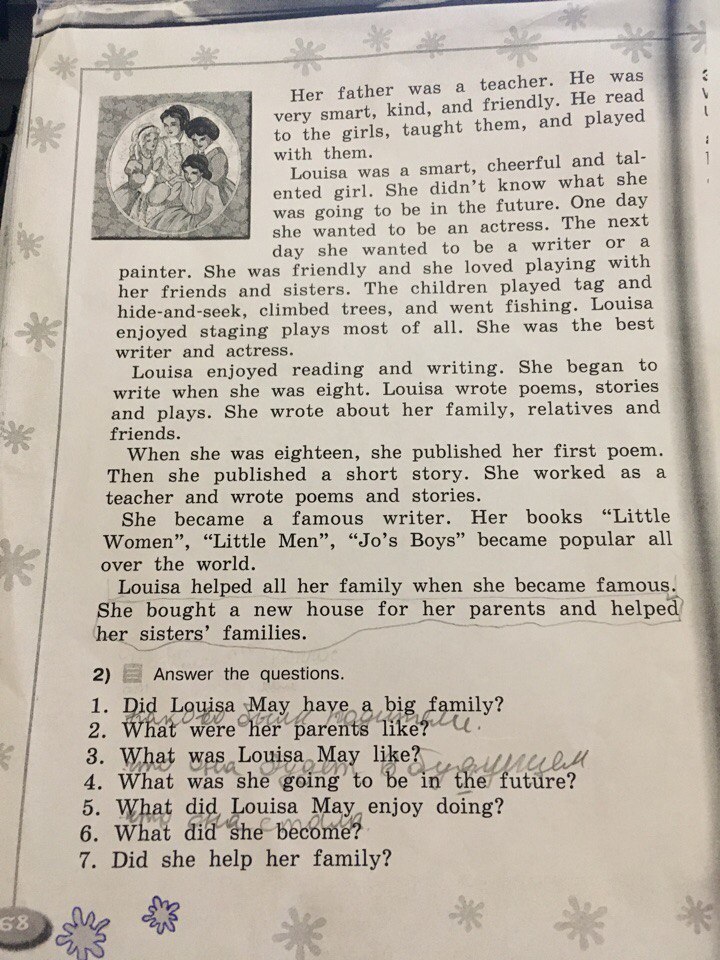 Her father was a teacher. He was
very smart, kind, and friendly. He read
to the girls, taught them, and played
with them.
Louisa was a smart, cheerful and tal-
ented girl. She didn't know what she
was going to be in the future. One day
she wanted to be an actress. The next
day she wanted to be a writer or a
painter. She was friendly and she loved playing with
her friends and sisters. The children played tag and
hide-and-seek, climbed trees, and went fishing. Louisa
enjoyed staging plays most of all. She was the best
writer and actress.
Louisa enjoyed reading and writing. She began to
write when she was eight. Louisa wrote poems, stories
and plays. She wrote about her family, relatives and
friends.
When she was eighteen, she published her first poem.
Then she published a short story. She worked as a
teacher and wrote poems and stories.
She became a famous writer. Her books “Little
Women”, “Little Men”, “Jo's Boys” became popular all
over the world.
Louisa helped all her family when she became famous.
She bought a new house for her parents and helped
her sisters' families.
2) Answer the questions.
1. Did Louisa May have a big family?
были родители.
2. What were her parents like?
3. What was Louisa May like?
что она будет в будущем
4. What was she going to be in the future?
5. What did Louisa May enjoy doing?
что она стала
6. What did she become?
7. Did she help her family?
68